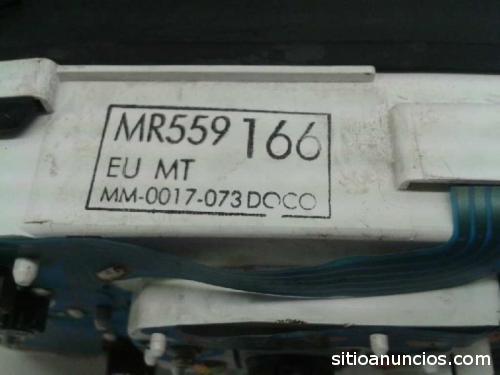 MR559 166
EU MT
MM-0017-073 DOCO
sitioanuncios.com